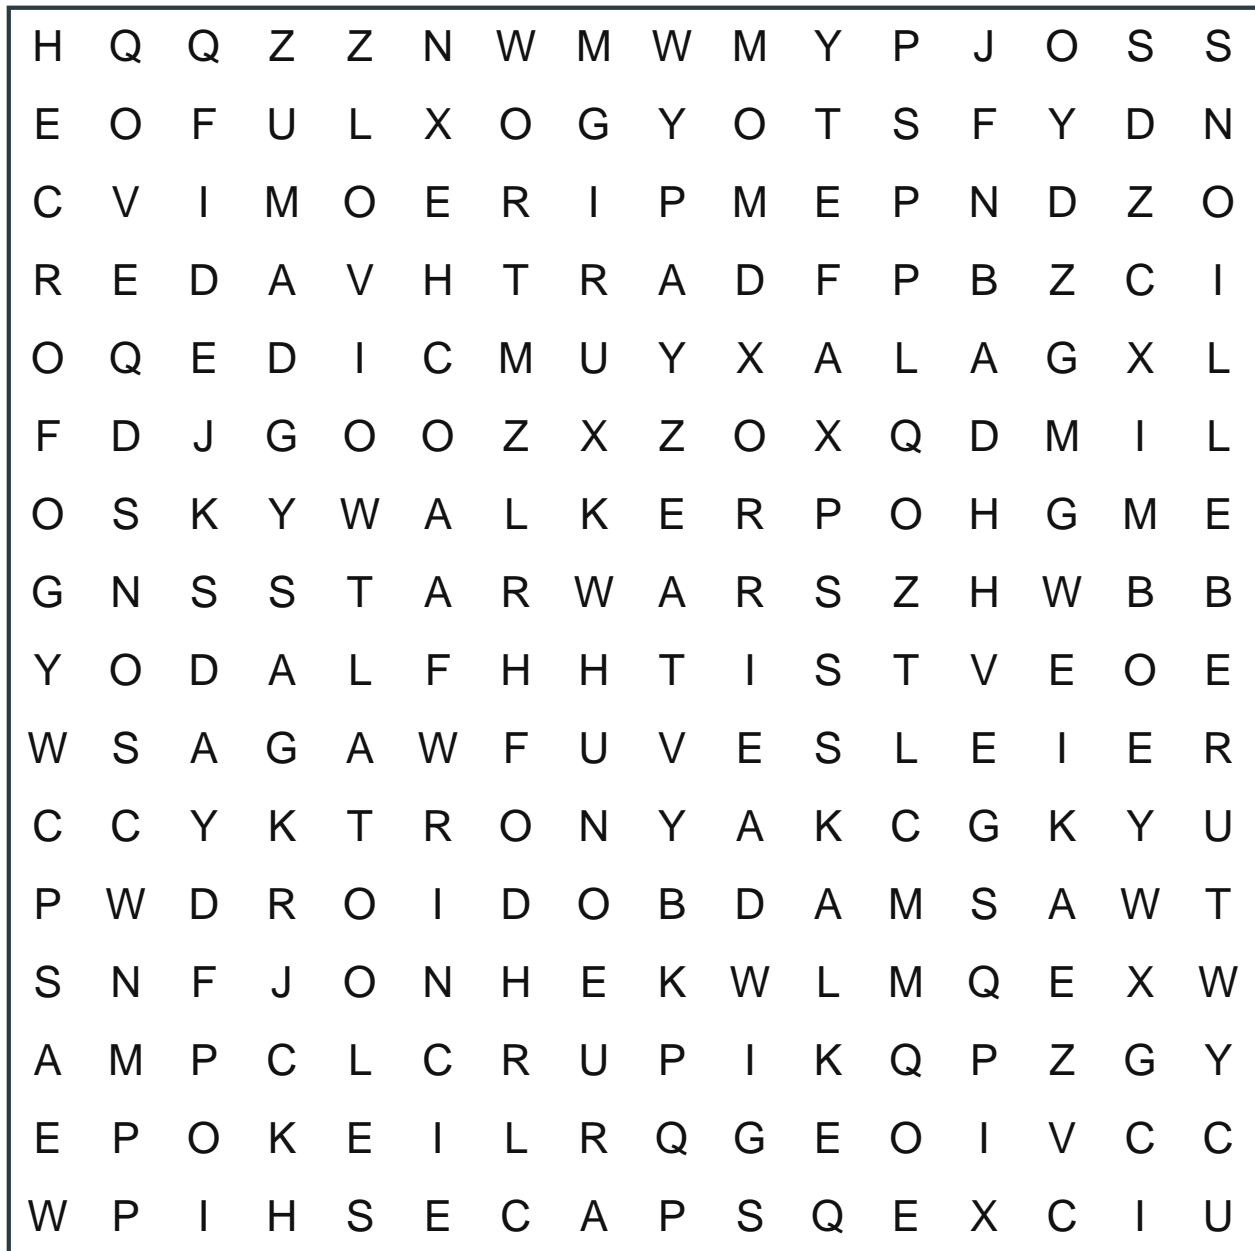 H Q Q Z Z N W M W M Y P J O S S
E O F U L X O G Y O T S F Y D N
C V I M O E R I P M E P N D Z O
R E D A V H T R A D F P B Z C I
O Q E D I C M U Y X A L A G X L
F D J G O O Z X Z O X Q D M I L
O S K Y W A L K E R P O H G M E
G N S S T A R W A R S Z H W B B
Y O D A L F H H T I S T V E O E
W S A G A W F U V E S L E I E R
C C Y K T R O N Y A K C G K Y U
P W D R O I D O B D A M S A W T
S N F J O N H E K W L M Q E X W
A M P C L C R U P I K Q P Z G Y
E P O K E I L R Q G E O I V C C
W P I H S E C A P S Q E X C I U